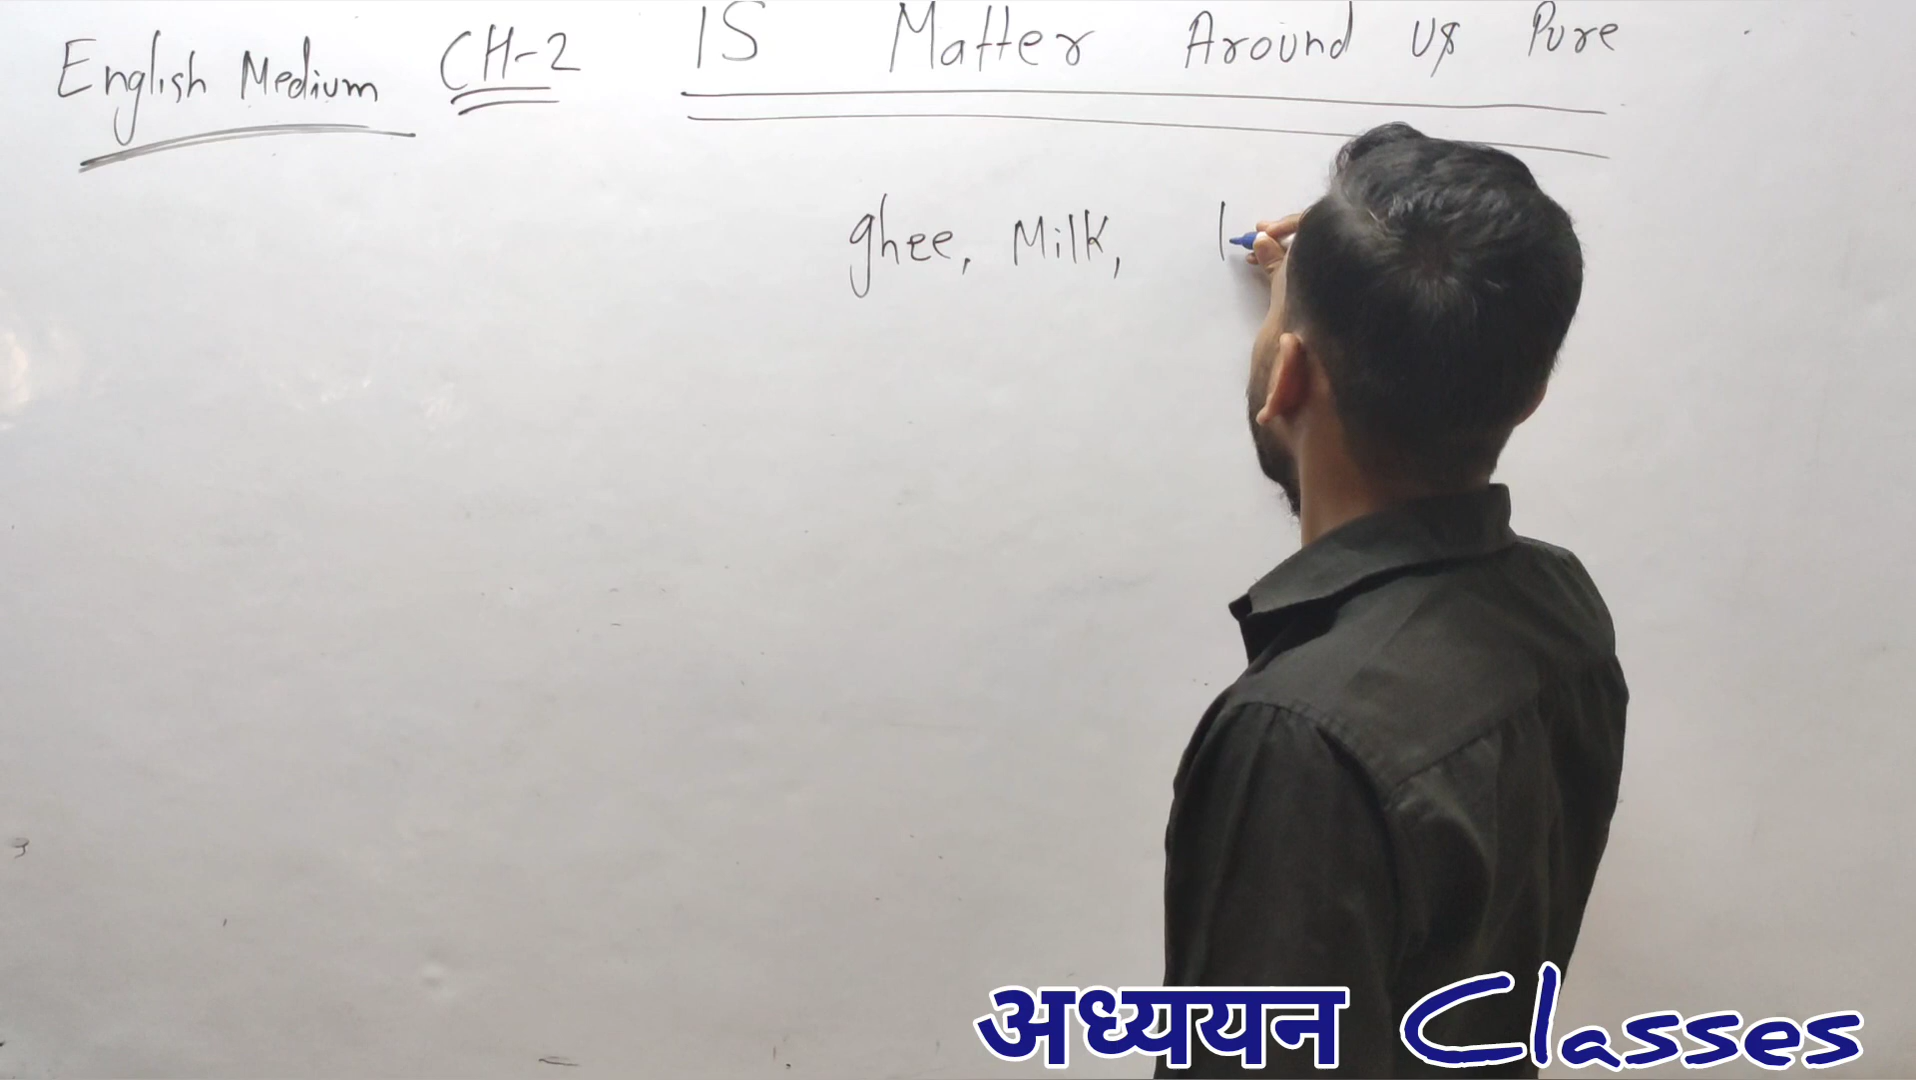 English Medium CH-2 IS Matter Around us Pure
ghee, Milk,
अध्ययन Classes